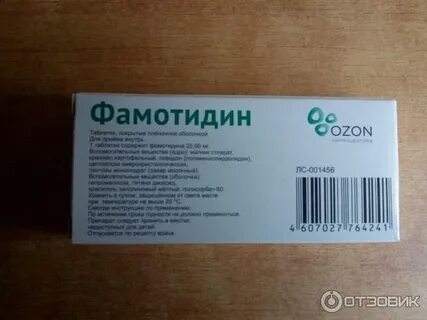 Фамотидин
OZON
ФАРМАЦЕВТИКА
Таблетки, покрытые плёночной оболочкой
Для приёма внутрь
1 таблетка содержит фамотидина 20,00 мг
Вспомогательные вещества (ядро): магния стеарат,
крахмал картофельный, повидон (поливинилпирролидон),
целлюлоза микрокристаллическая,
лактозы моногидрат (сахар молочный).
Вспомогательные вещества (оболочка):
гипромеллоза, титана диоксид,
краситель хинолиновый желтый, полисорбат-80.
Хранить в сухом, защищённом от света месте
при температуре не выше 25 °C.
Смотри инструкцию по применению.
По истечении срока годности не должно применяться.
Препарат следует хранить в местах,
недоступных для детей.
Отпускается по рецепту врача.
ЛС-001456
4 607027 764241
ОТЗОВИК